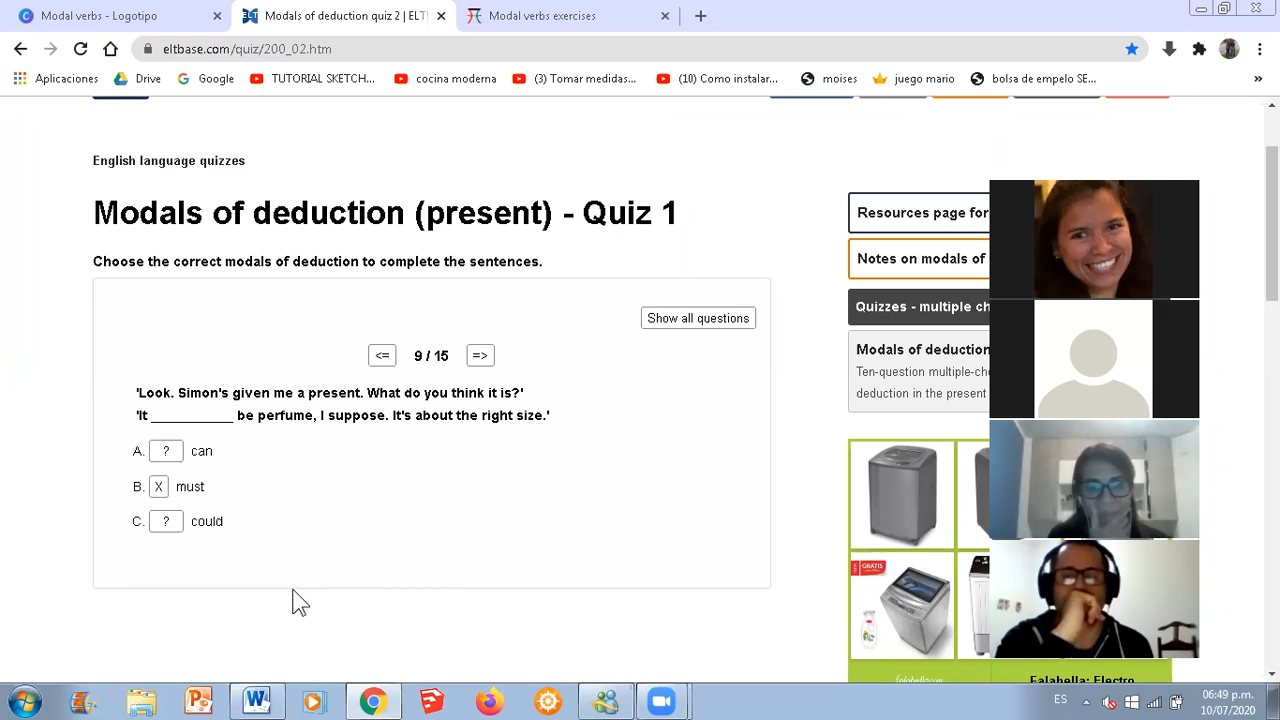 Modal verbs - Logotipo
Modals of deduction quiz 2 | ELT
Modal verbs exercises
eltbase.com/quiz/200_02.htm
Aplicaciones
Drive
Google
TUTORIAL SKETCH...
cocina moderna
(3) Tomar medidas...
(10) Como instalar...
moises
juego mario
bolsa de empelo SE...
»
English language quizzes
Modals of deduction (present) - Quiz 1
Choose the correct modals of deduction to complete the sentences.
Show all questions
<= 9 / 15 =>
'Look. Simon's given me a present. What do you think it is?'
'It __________ be perfume, I suppose. It's about the right size.'
A. ? can
B. X must
C. ? could
Resources page for
Notes on modals of
Quizzes - multiple ch
Modals of deduction
Ten-question multiple-cho
deduction in the present
GRATIS
falabella.com
Falabella: Electro
ES
06:49 p.m.
10/07/2020